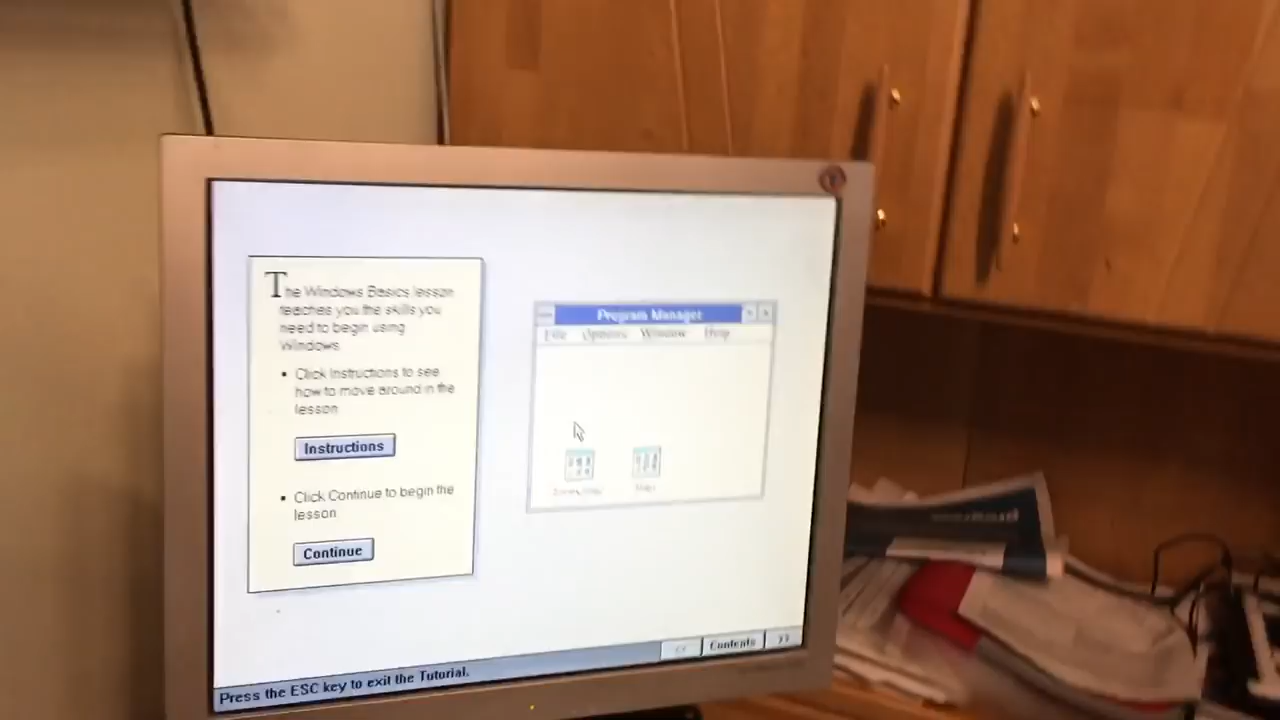 The Windows Basics lesson
teaches you the skills you
need to begin using
Windows.
• Click Instructions to see
how to move around in the
lesson.
Instructions
• Click Continue to begin the
lesson.
Continue
Program Manager
File Options Window Help
<< Contents >>
Press the ESC key to exit the Tutorial.